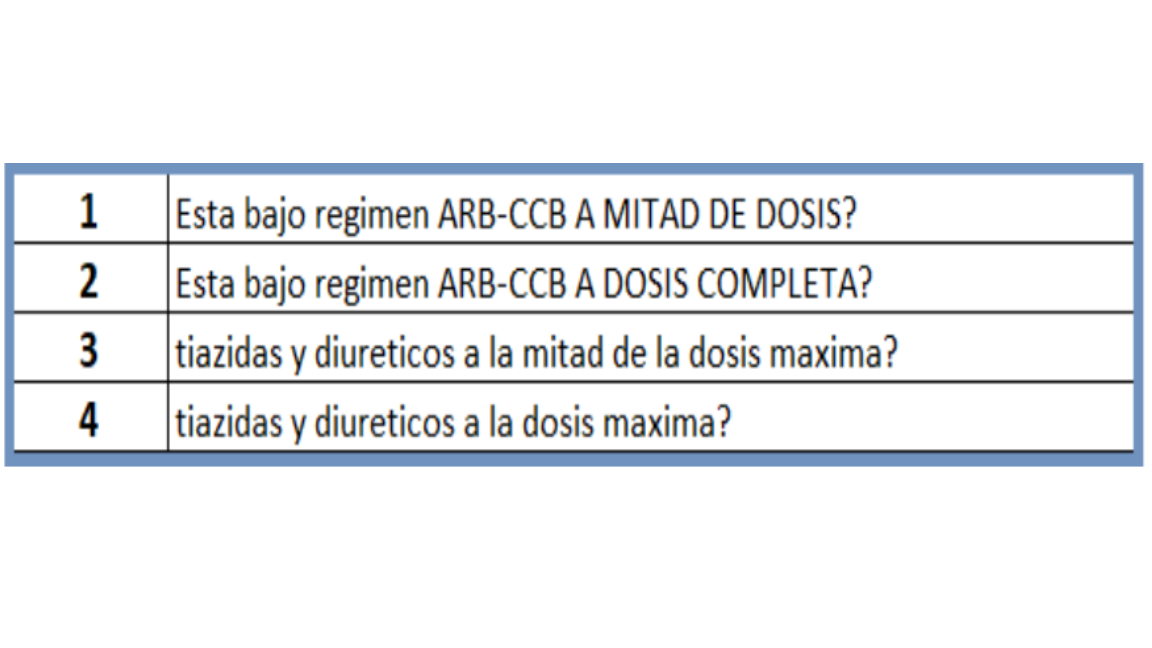 1 Esta bajo regimen ARB-CCB A MITAD DE DOSIS?
2 Esta bajo regimen ARB-CCB A DOSIS COMPLETA?
3 tiazidas y diureticos a la mitad de la dosis maxima?
4 tiazidas y diureticos a la dosis maxima?